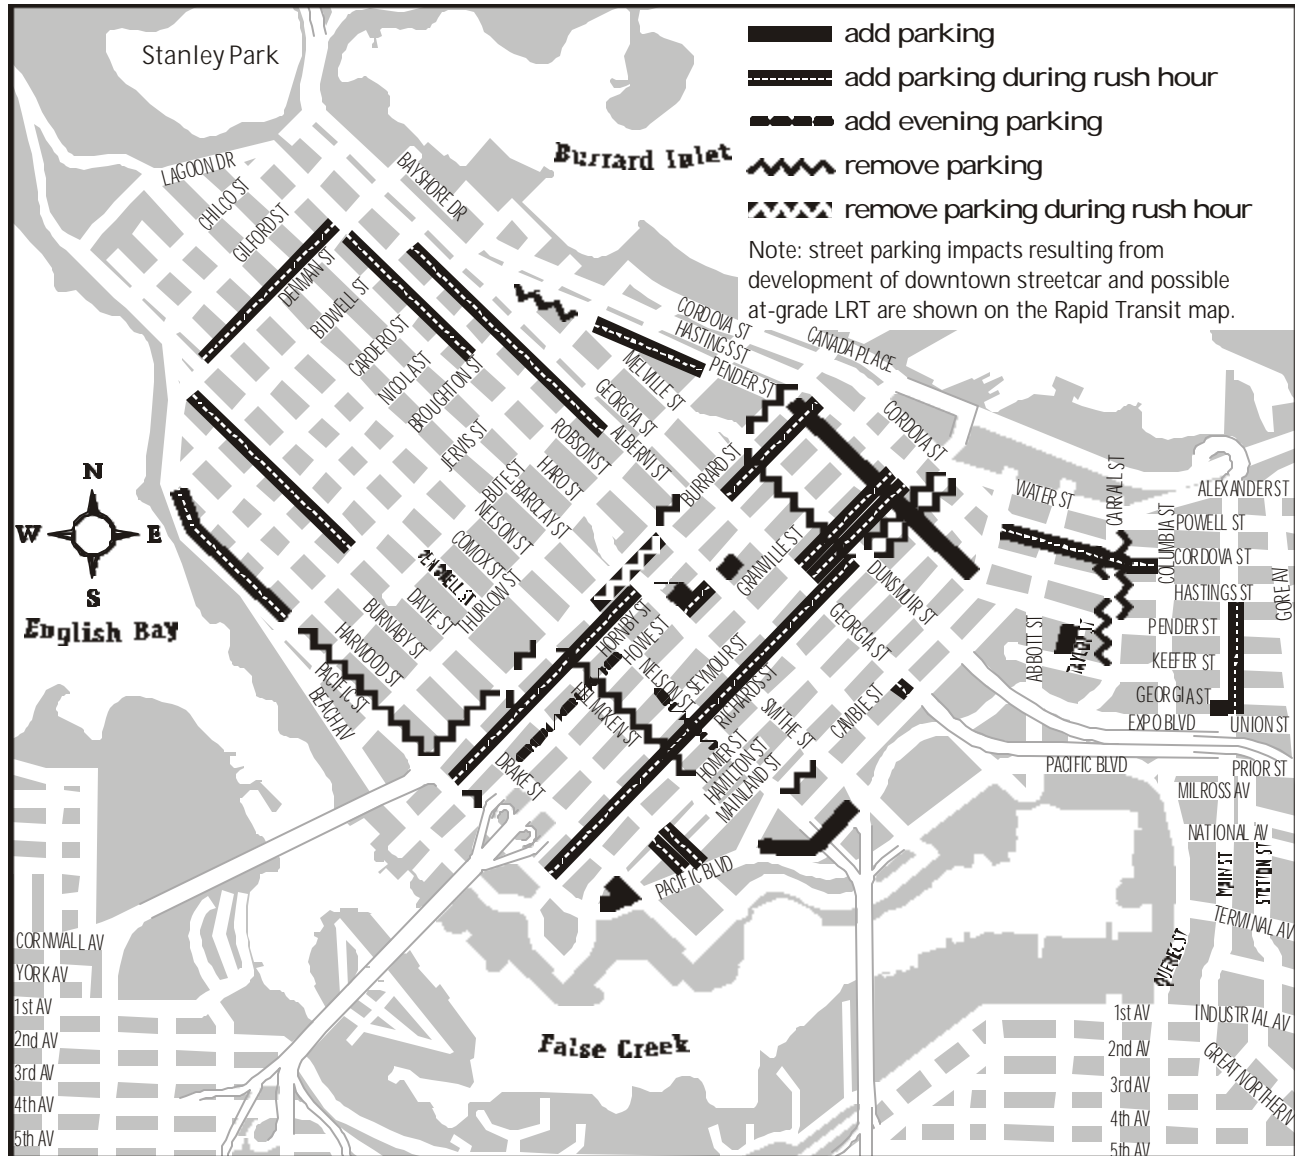 Stanley Park
add parking
add parking during rush hour
add evening parking
remove parking
remove parking during rush hour
Note: street parking impacts resulting from
development of downtown streetcar and possible
at-grade LRT are shown on the Rapid Transit map.
Burrard Inlet
LAGOON DR
BAYSHORE DR
CHILCO ST
GILFORD ST
DENMAN ST
BIDWELL ST
CARDERO ST
NICOLA ST
BROUGHTON ST
JERVIS ST
BUTE ST
CORDOVA ST
HASTINGS ST
PENDER ST
CANADA PLACE
MELVILLE ST
GEORGIA ST
ALBERNI ST
ROBSON ST
HARO ST
BARCLAY ST
NELSON ST
COMOX ST
THURLOW ST
DAVIE ST
BURNABY ST
HARWOOD ST
PACIFIC ST
BEACH AV
BURRARD ST
CORDOVA ST
GRANVILLE ST
DUNSMUIR ST
GEORGIA ST
HORNBY ST
HOWE ST
NELSON ST
SEYMOUR ST
RICHARDS ST
SMITHE ST
HELMCKEN ST
DRAKE ST
HOMER ST
HAMILTON ST
MAINLAND ST
CAMBIE ST
PACIFIC BLVD
WATER ST
CARRALL ST
COLUMBIA ST
ALEXANDER ST
POWELL ST
CORDOVA ST
HASTINGS ST
GORE AV
PENDER ST
KEEFER ST
GEORGIA ST
ABBOTT ST
TAYLOR ST
EXPO BLVD
UNION ST
PACIFIC BLVD
PRIOR ST
MILROSS AV
NATIONAL AV
MAIN ST
STATION ST
TERMINAL AV
QUEBEC ST
INDUSTRIAL AV
GREAT NORTHERN
N
W
E
S
English Bay
False Creek
CORNWALL AV
YORK AV
1st AV
2nd AV
3rd AV
4th AV
5th AV
1st AV
2nd AV
3rd AV
4th AV
5th AV